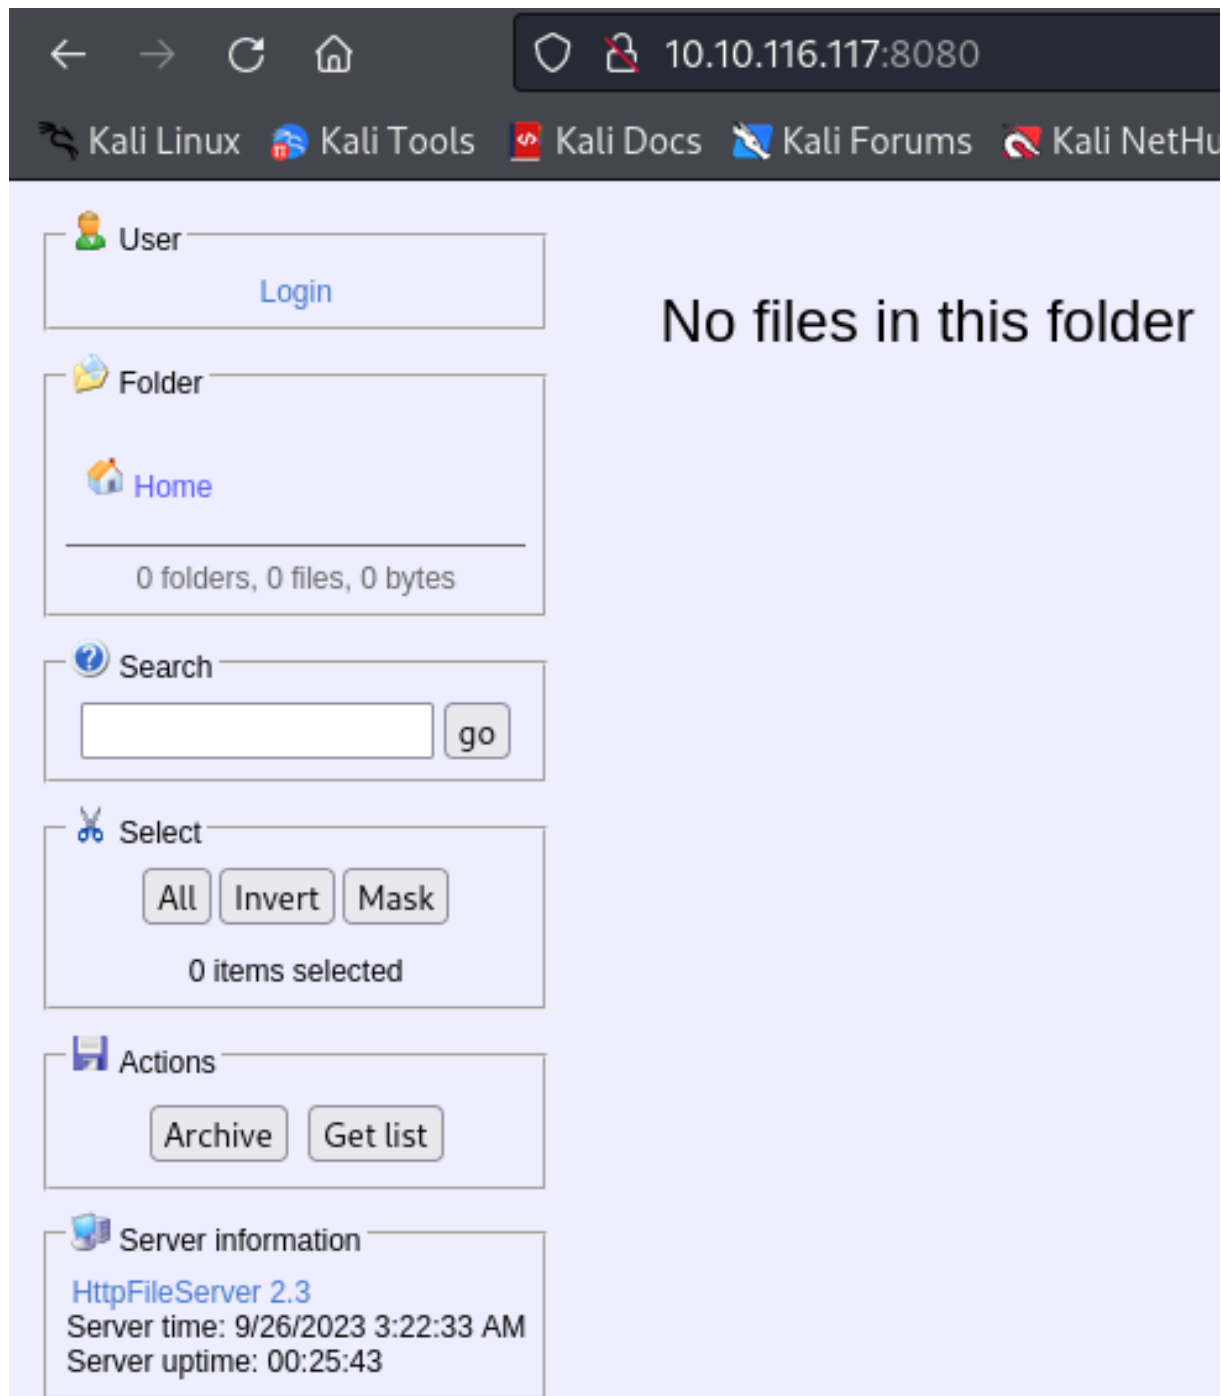 10.10.116.117:8080
Kali Linux Kali Tools Kali Docs Kali Forums Kali NetHu
User
Login
No files in this folder
Folder
Home
0 folders, 0 files, 0 bytes
Search
go
Select
All Invert Mask
0 items selected
Actions
Archive Get list
Server information
HttpFileServer 2.3
Server time: 9/26/2023 3:22:33 AM
Server uptime: 00:25:43